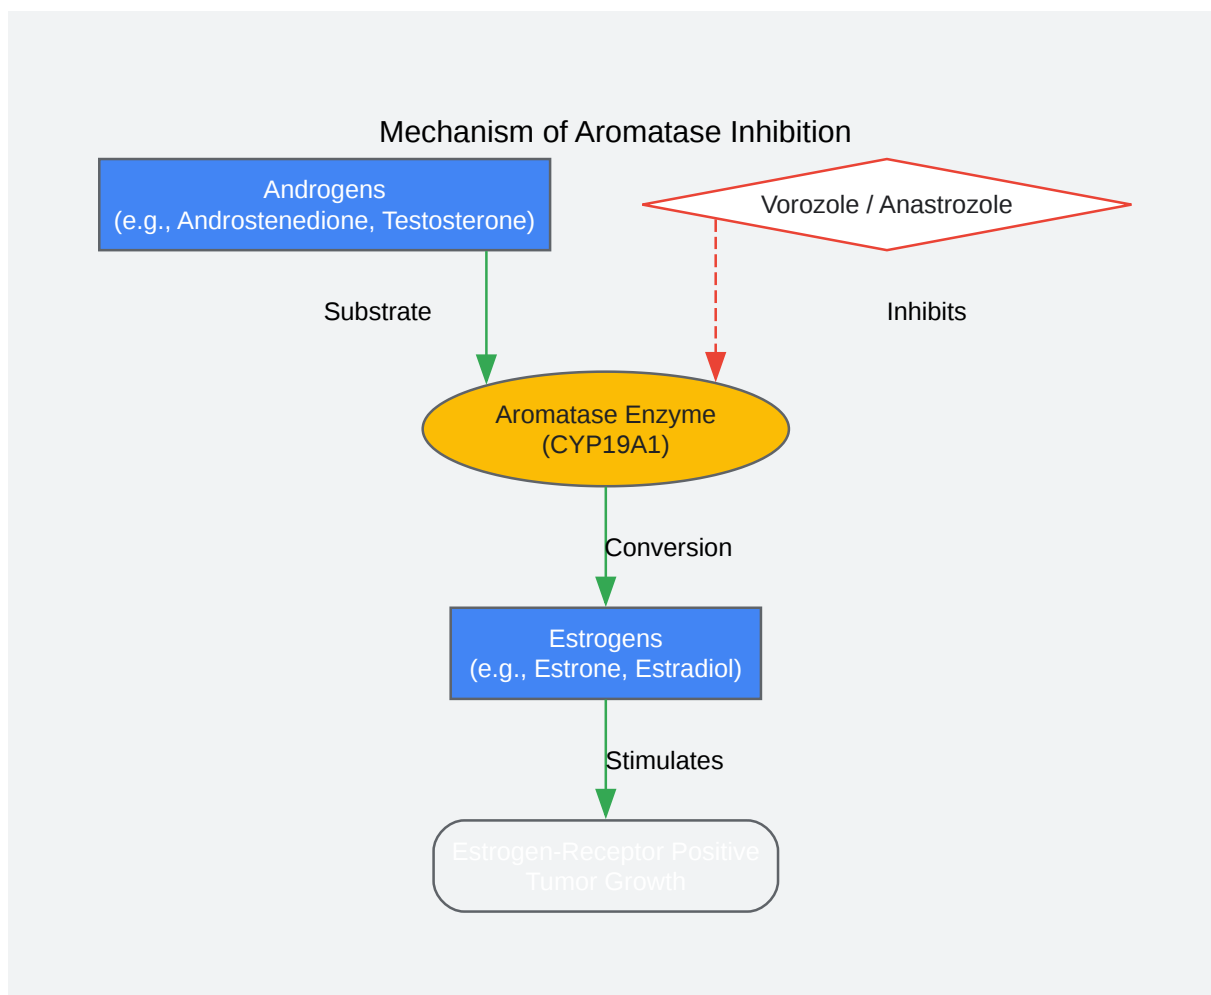 Mechanism of Aromatase Inhibition
Androgens
(e.g., Androstenedione, Testosterone)
Vorozole / Anastrozole
Substrate
Inhibits
Aromatase Enzyme
(CYP19A1)
Conversion
Estrogens
(e.g., Estrone, Estradiol)
Stimulates
Estrogen-Receptor Positive
Tumor Growth